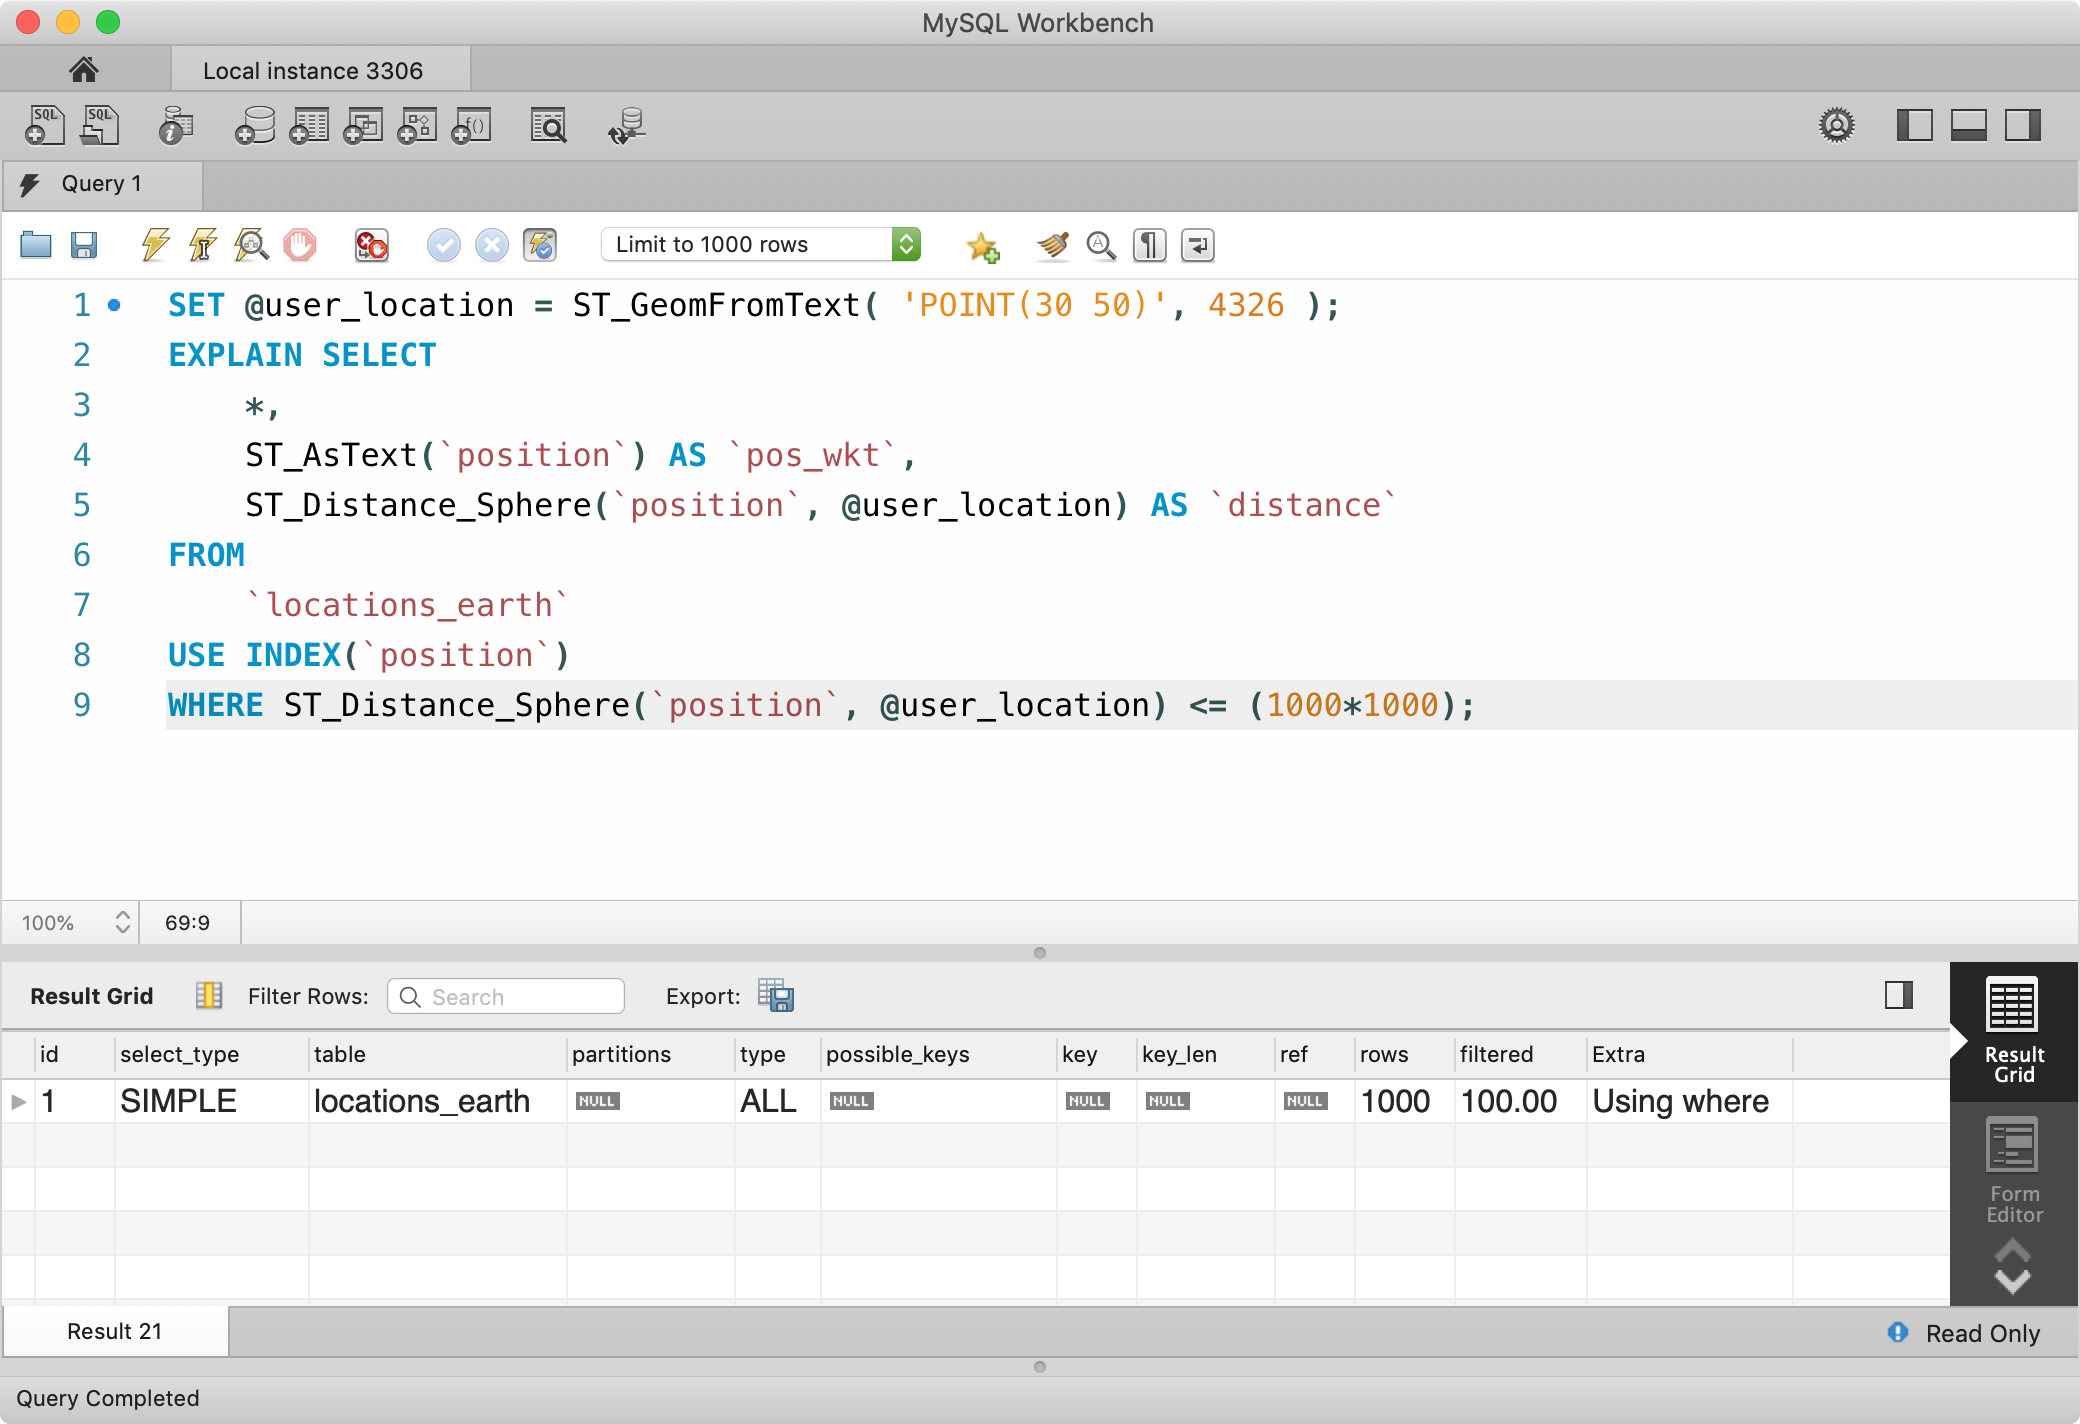 MySQL Workbench
Local instance 3306
SQL SQL
Query 1
Limit to 1000 rows
1 SET @user_location = ST_GeomFromText( 'POINT(30 50)', 4326 );
2 EXPLAIN SELECT
3 *,
4 ST_AsText(`position`) AS `pos_wkt`,
5 ST_Distance_Sphere(`position`, @user_location) AS `distance`
6 FROM
7 `locations_earth`
8 USE INDEX(`position`)
9 WHERE ST_Distance_Sphere(`position`, @user_location) <= (1000*1000);
100% 69:9
Result Grid Filter Rows: Search Export:
id select_type table partitions type possible_keys key key_len ref rows filtered Extra
1 SIMPLE locations_earth NULL ALL NULL NULL NULL NULL 1000 100.00 Using where
Result
Grid
Form
Editor
Result 21 Read Only
Query Completed